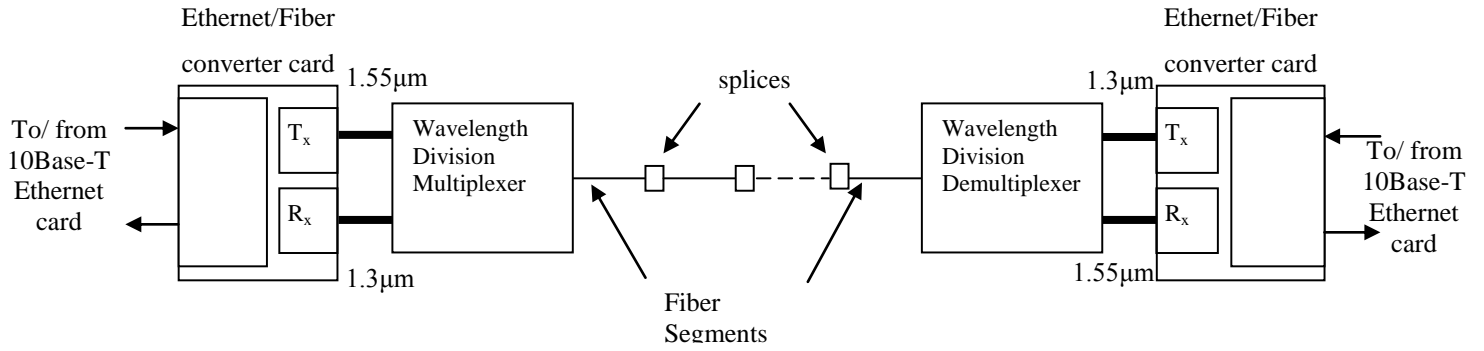 Ethernet/Fiber
converter card
1.55μm
To/ from
10Base-T
Ethernet
card
Tx
Rx
1.3μm
Wavelength
Division
Multiplexer
splices
Fiber
Segments
Wavelength
Division
Demultiplexer
Ethernet/Fiber
converter card
1.3μm
Tx
Rx
1.55μm
To/ from
10Base-T
Ethernet
card